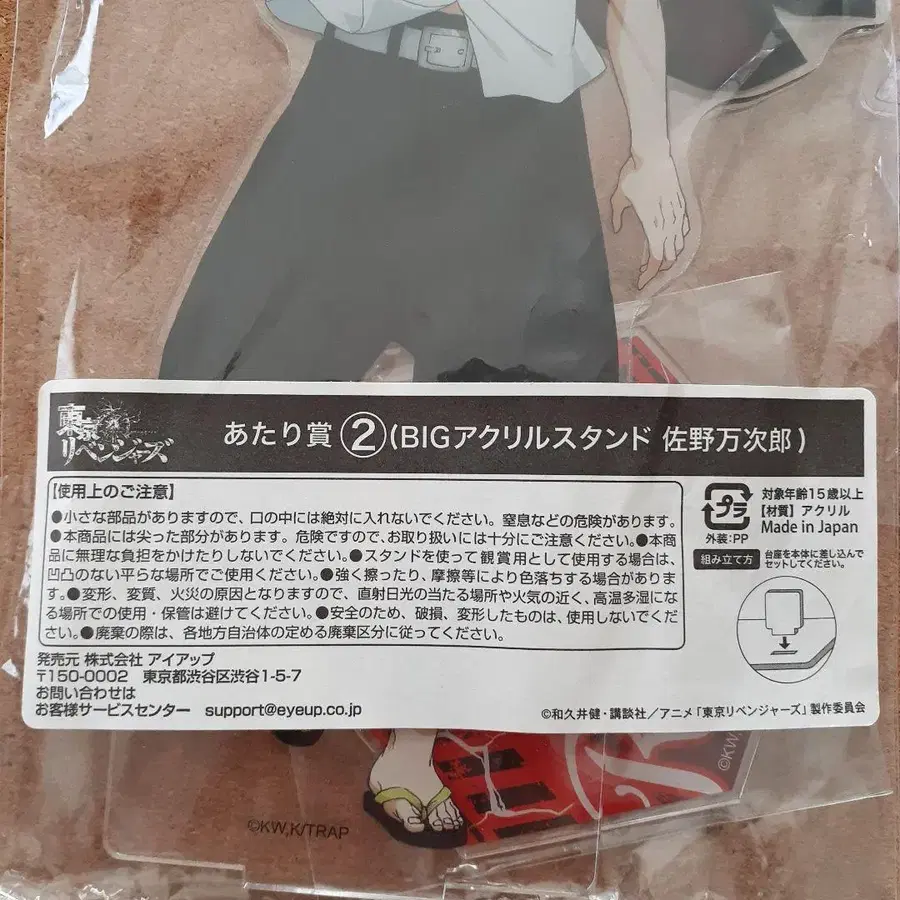 東京リベンジャーズ
あたり賞②(BIGアクリルスタンド 佐野万次郎)
【使用上のご注意】
●小さな部品がありますので、口の中には絶対に入れないでください。窒息などの危険があります。
●本商品には尖った部分があります。危険ですので、お取り扱いには十分にご注意ください。●本商
品に無理な負担をかけたりしないでください。●スタンドを使って観賞用として使用する場合は、
凹凸のない平らな場所でご使用ください。●強く擦ったり、摩擦等により色落ちする場合がありま
す。●変形、変質、火災の原因となりますので、直射日光の当たる場所や火気の近く、高温多湿にな
る場所での使用・保管は避けてください。●安全のため、破損、変形したものは、使用しないでくださ
い。●廃棄の際は、各地方自治体の定める廃棄区分に従ってください。
プラ
外装:PP
対象年齢15歳以上
【材質】アクリル
Made in Japan
組み立て方
台座を本体に差し込んで
セットしてください。
発売元 株式会社 アイアップ
〒150-0002 東京都渋谷区渋谷1-5-7
お問い合わせは
お客様サービスセンター support@eyeup.co.jp
©和久井健・講談社／アニメ「東京リベンジャーズ」製作委員会
©KW,K/TRAP
©KW